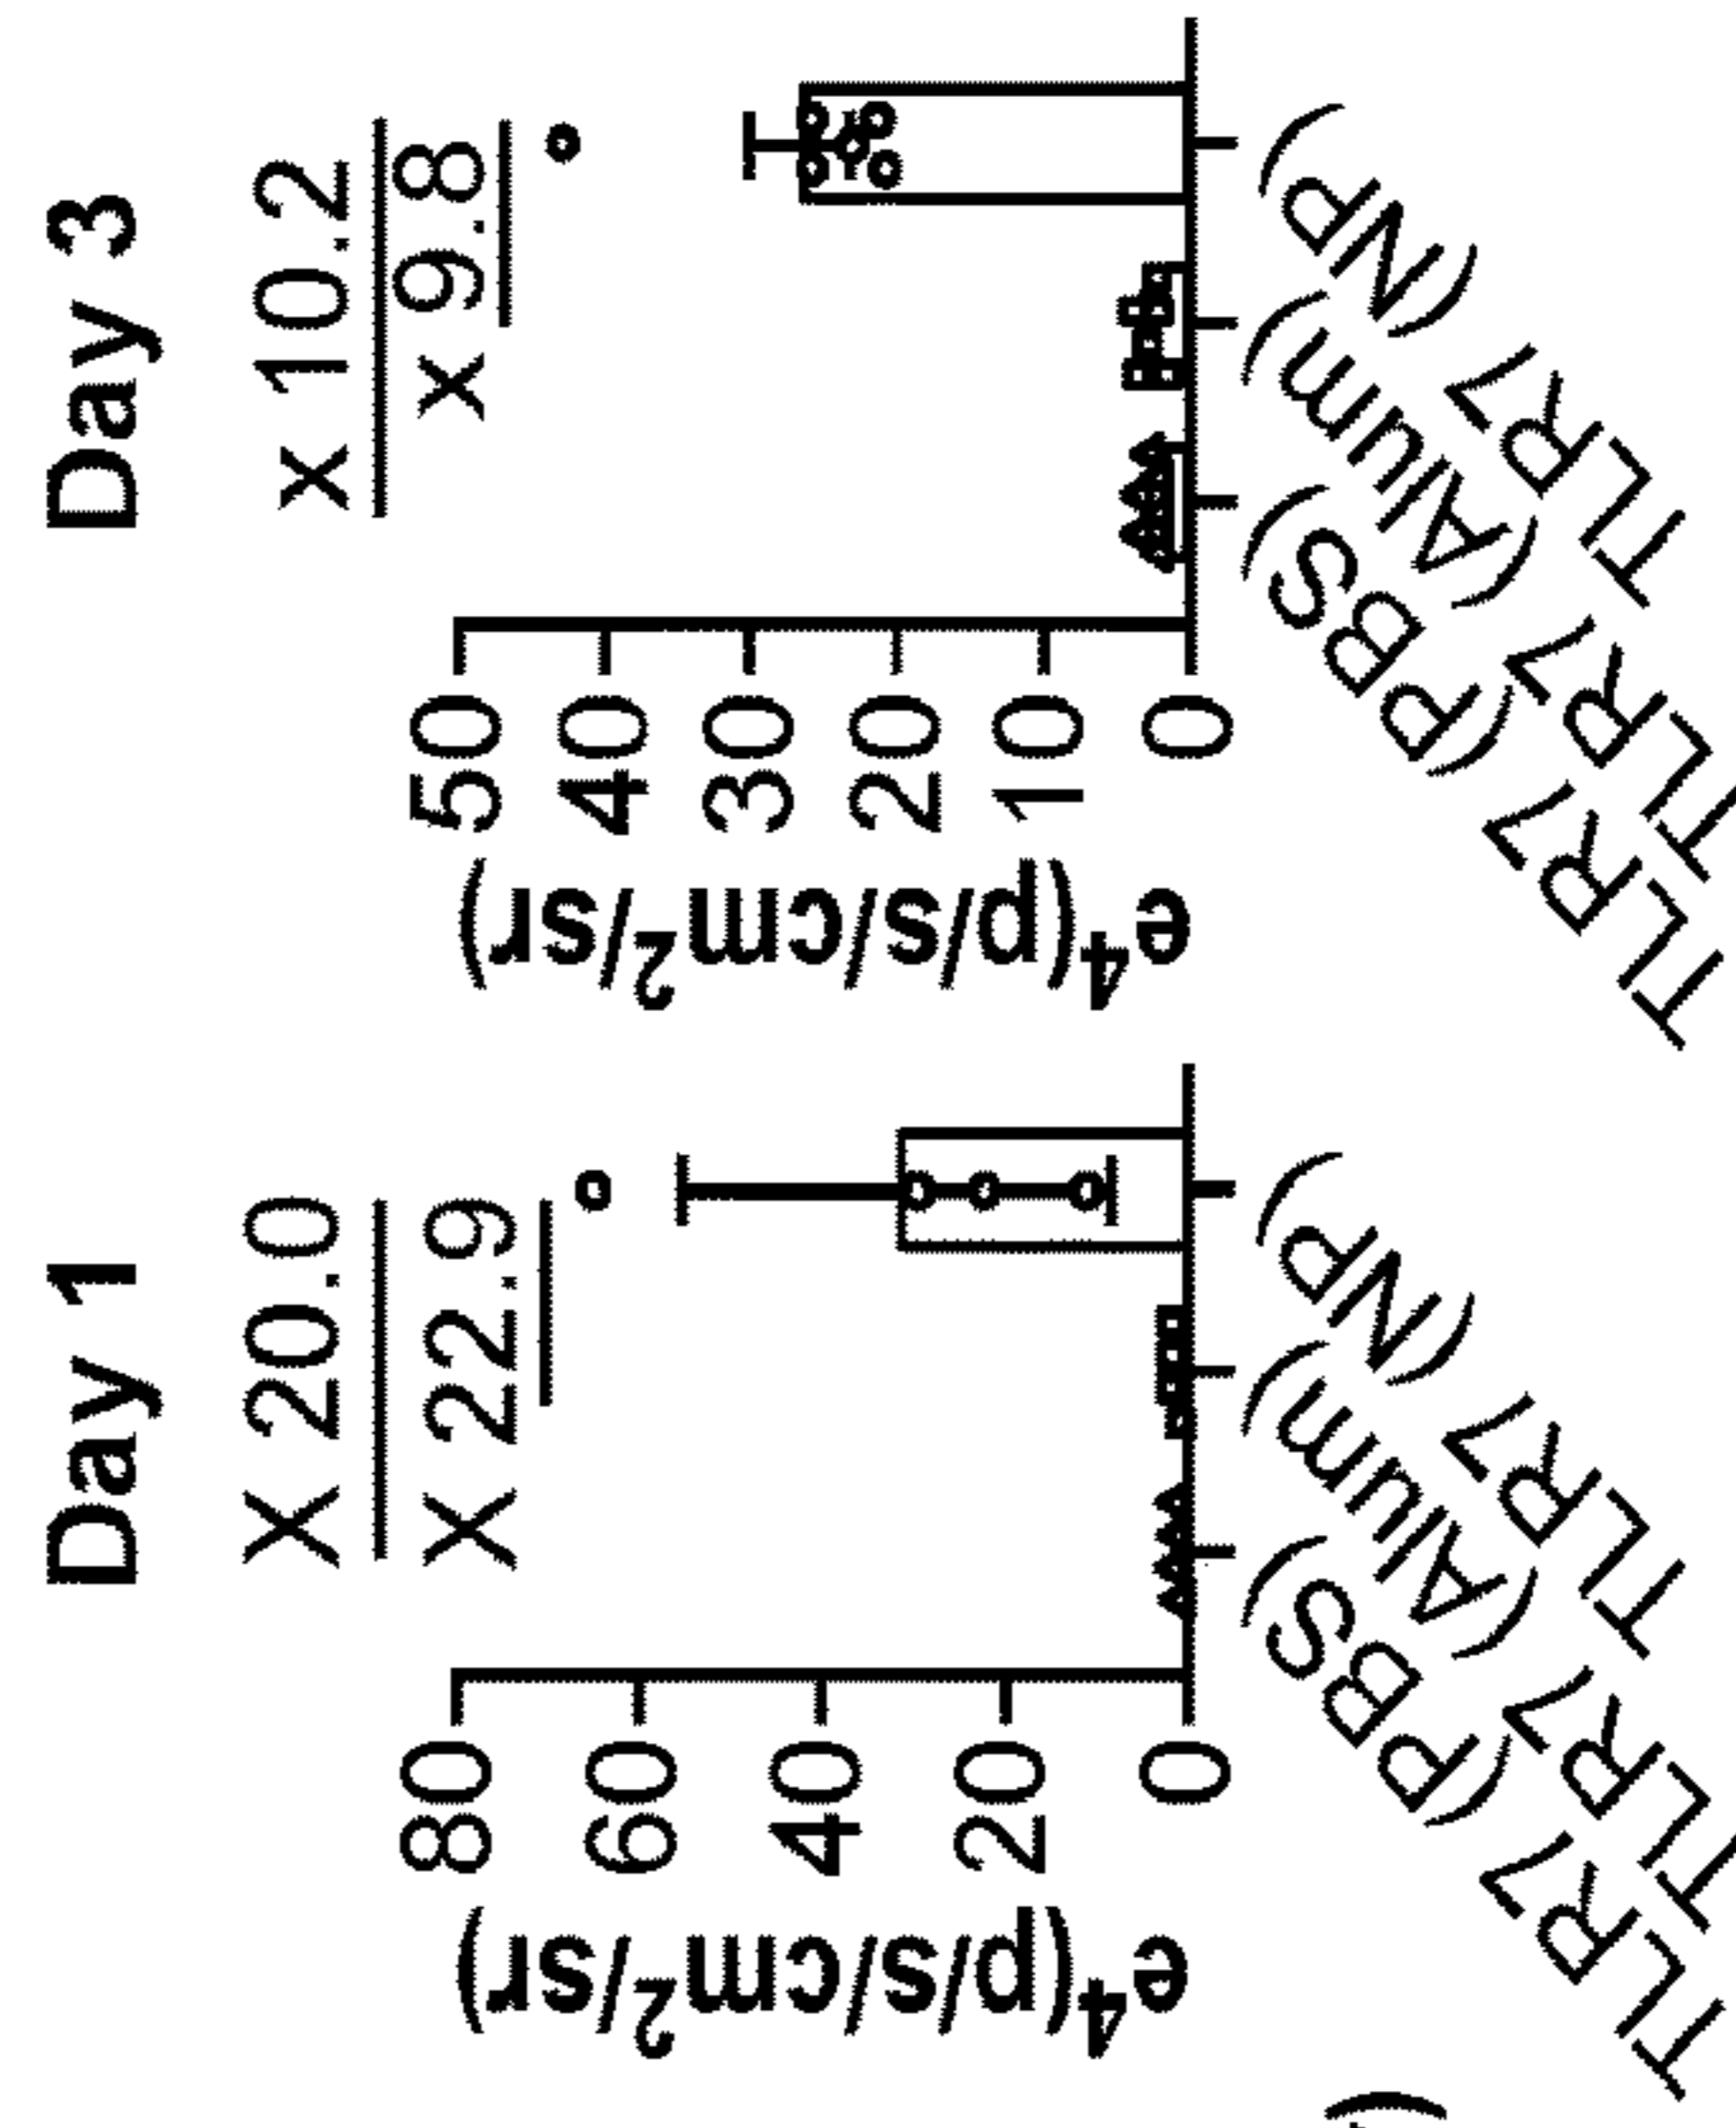 Day 1
X 20.0
X 22.9
80
60
40
20
0
e4(p/s/cm²/sr)
TLR7 (PBS)
TLR7 (Alum)
TLR7 (NP)
Day 3
x 10.2
x 9.8
50
40
30
20
10
0
e4(p/s/cm²/sr)
TLR7 (PBS)
TLR7 (Alum)
TLR7 (NP)